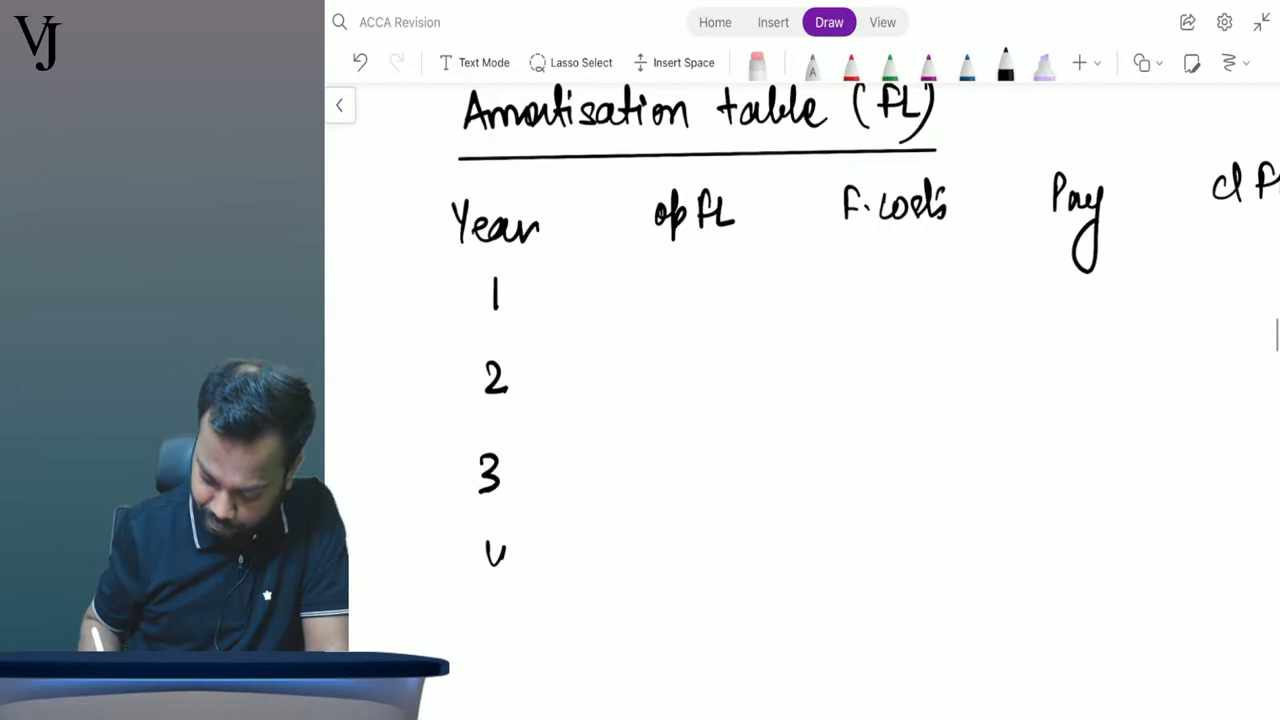 VJ
ACCA Revision
Home Insert Draw View
Text Mode Lasso Select Insert Space
Amortisation table (FL)
Year op FL F. costs Pay cl
1
2
3